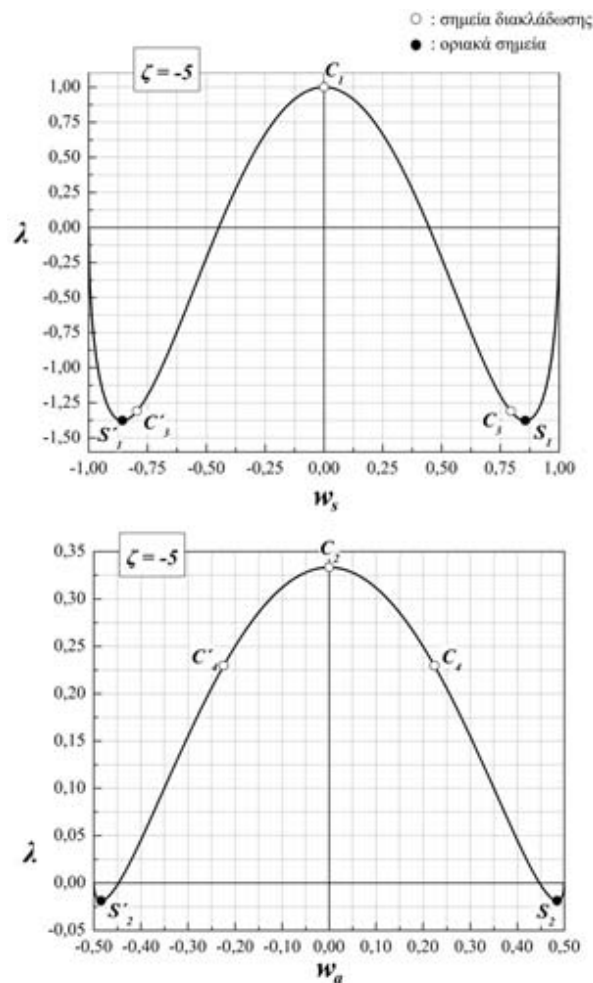 ○ : σημεία διακλάδωσης
● : οριακά σημεία
ζ = -5
C₁
1,00
0,75
0,50
0,25
0,00
-0,25
-0,50
-0,75
-1,00
-1,25
-1,50
λ
S´₁
C´₃
C₃
S₁
-1,00 -0,75 -0,50 -0,25 0,00 0,25 0,50 0,75 1,00
wₛ
ζ = -5
C₂
0,35
0,30
0,25
0,20
0,15
0,10
0,05
0,00
-0,05
C´₄
C₄
λ
S´₂
S₂
-0,50 -0,40 -0,30 -0,20 -0,10 0,00 0,10 0,20 0,30 0,40 0,50
wₐ